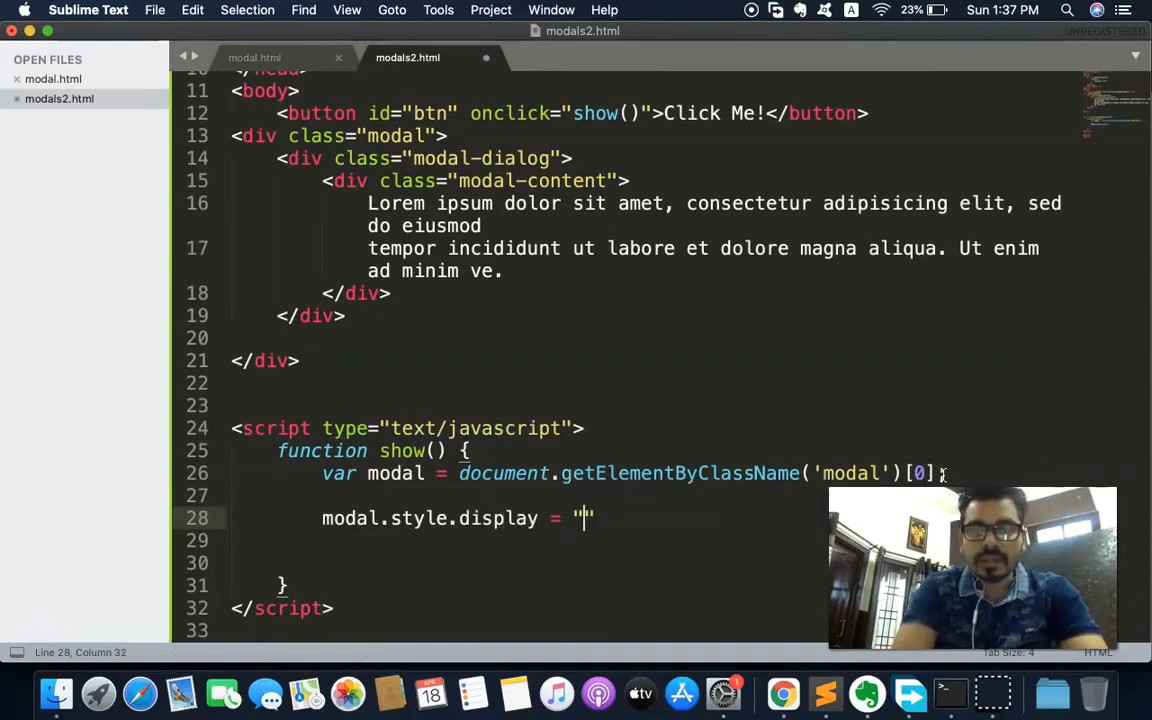 Sublime Text File Edit Selection Find View Goto Tools Project Window Help 23% Sun 1:37 PM
modals2.html UNREGISTERED
OPEN FILES
modal.html
modals2.html
modal.html modals2.html
10 </head>
11 <body>
12 <button id="btn" onclick="show()">Click Me!</button>
13 <div class="modal">
14 <div class="modal-dialog">
15 <div class="modal-content">
16 Lorem ipsum dolor sit amet, consectetur adipisicing elit, sed
do eiusmod
17 tempor incididunt ut labore et dolore magna aliqua. Ut enim
ad minim ve.
18 </div>
19 </div>
20
21 </div>
22
23
24 <script type="text/javascript">
25 function show() {
26 var modal = document.getElementByClassName('modal')[0];
27
28 modal.style.display = ""
29
30
31 }
32 </script>
33
Line 28, Column 32 Tab Size: 4 HTML